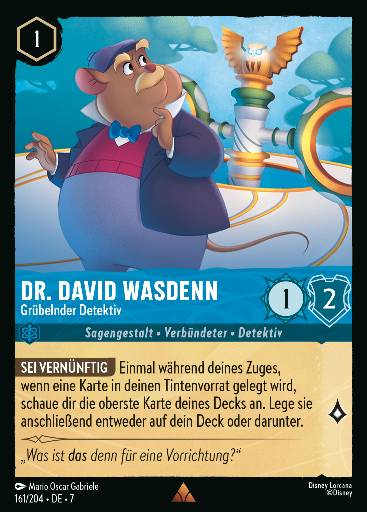 1
DR. DAVID WASDENN
Grübelnder Detektiv
1
2
Sagengestalt • Verbündeter • Detektiv
SEI VERNÜNFTIG Einmal während deines Zuges,
wenn eine Karte in deinen Tintenvorrat gelegt wird,
schaue dir die oberste Karte deines Decks an. Lege sie
anschließend entweder auf dein Deck oder darunter.
„Was ist das denn für eine Vorrichtung?“
Mario Oscar Gabriele
161/204 • DE • 7
Disney Lorcana
©Disney